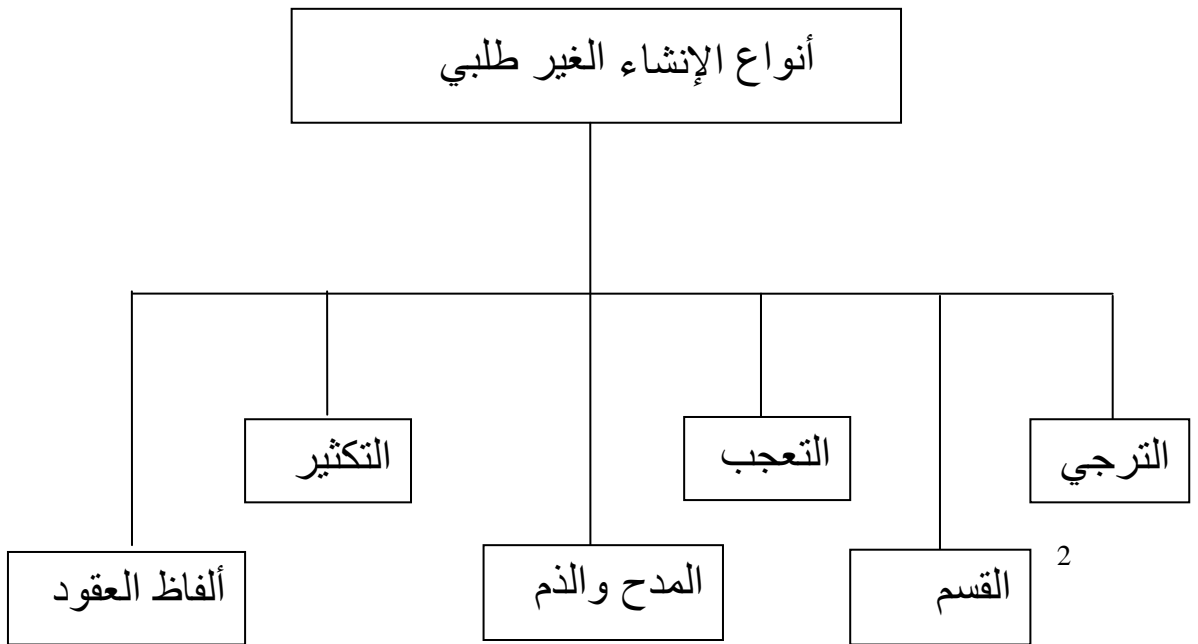 أنواع الإنشاء الغير طلبي
الترجي
التعجب
التكثير
2
القسم
المدح والذم
ألفاظ العقود